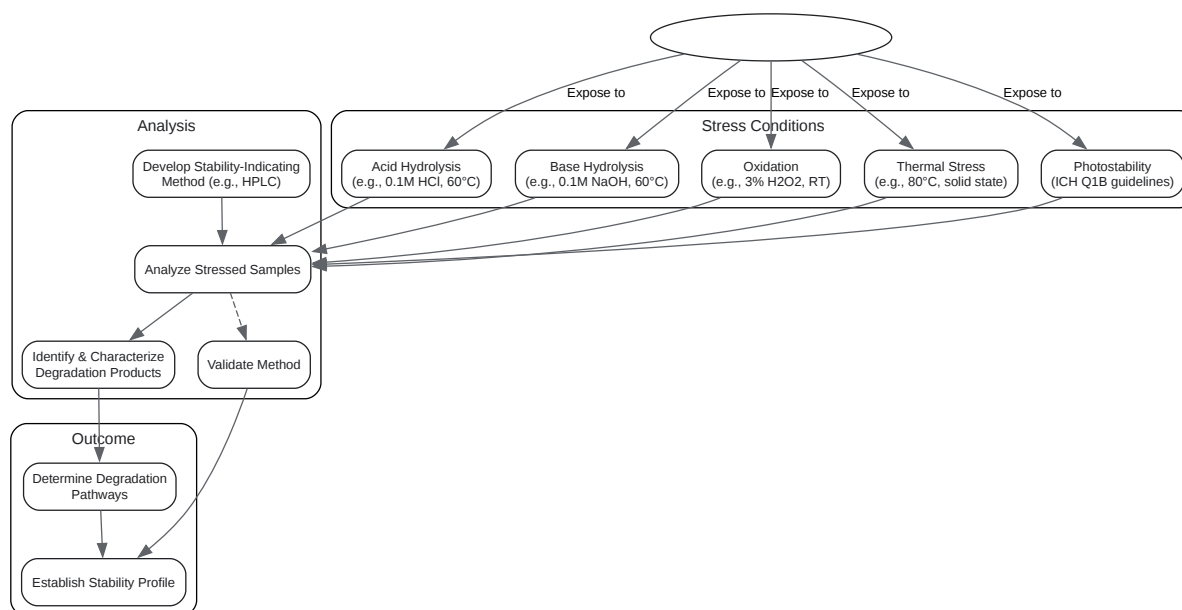 Expose to
Expose to
Expose to
Expose to
Expose to
Analysis
Stress Conditions
Develop Stability-Indicating
Method (e.g., HPLC)
Acid Hydrolysis
(e.g., 0.1M HCl, 60°C)
Base Hydrolysis
(e.g., 0.1M NaOH, 60°C)
Oxidation
(e.g., 3% H2O2, RT)
Thermal Stress
(e.g., 80°C, solid state)
Photostability
(ICH Q1B guidelines)
Analyze Stressed Samples
Identify & Characterize
Degradation Products
Validate Method
Outcome
Determine Degradation
Pathways
Establish Stability Profile